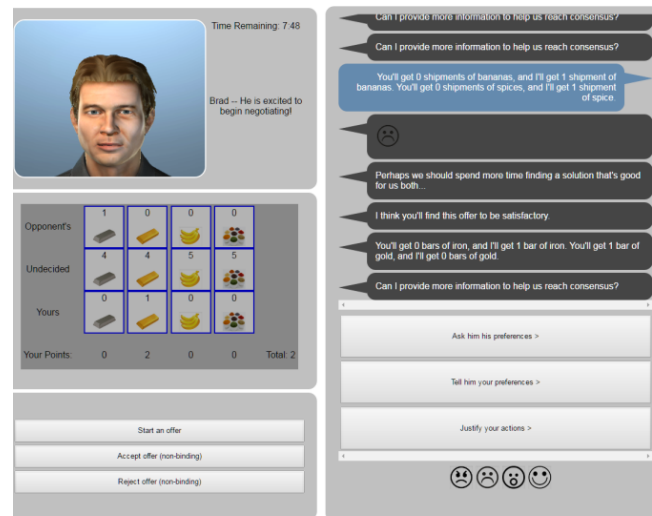 Time Remaining: 7:48
Brad -- He is excited to
begin negotiating!
Opponent's
1 0 0 0
Undecided
4 4 5 5
Yours
0 1 0 0
Your Points: 0 2 0 0 Total: 2
Start an offer
Accept offer (non-binding)
Reject offer (non-binding)
Can I provide more information to help us reach consensus?
Can I provide more information to help us reach consensus?
You'll get 0 shipments of bananas, and I'll get 1 shipment of
bananas. You'll get 0 shipments of spices, and I'll get 1 shipment
of spice.
Perhaps we should spend more time finding a solution that's good
for us both...
I think you'll find this offer to be satisfactory.
You'll get 0 bars of iron, and I'll get 1 bar of iron. You'll get 1 bar of
gold, and I'll get 0 bars of gold.
Can I provide more information to help us reach consensus?
Ask him his preferences >
Tell him your preferences >
Justify your actions >